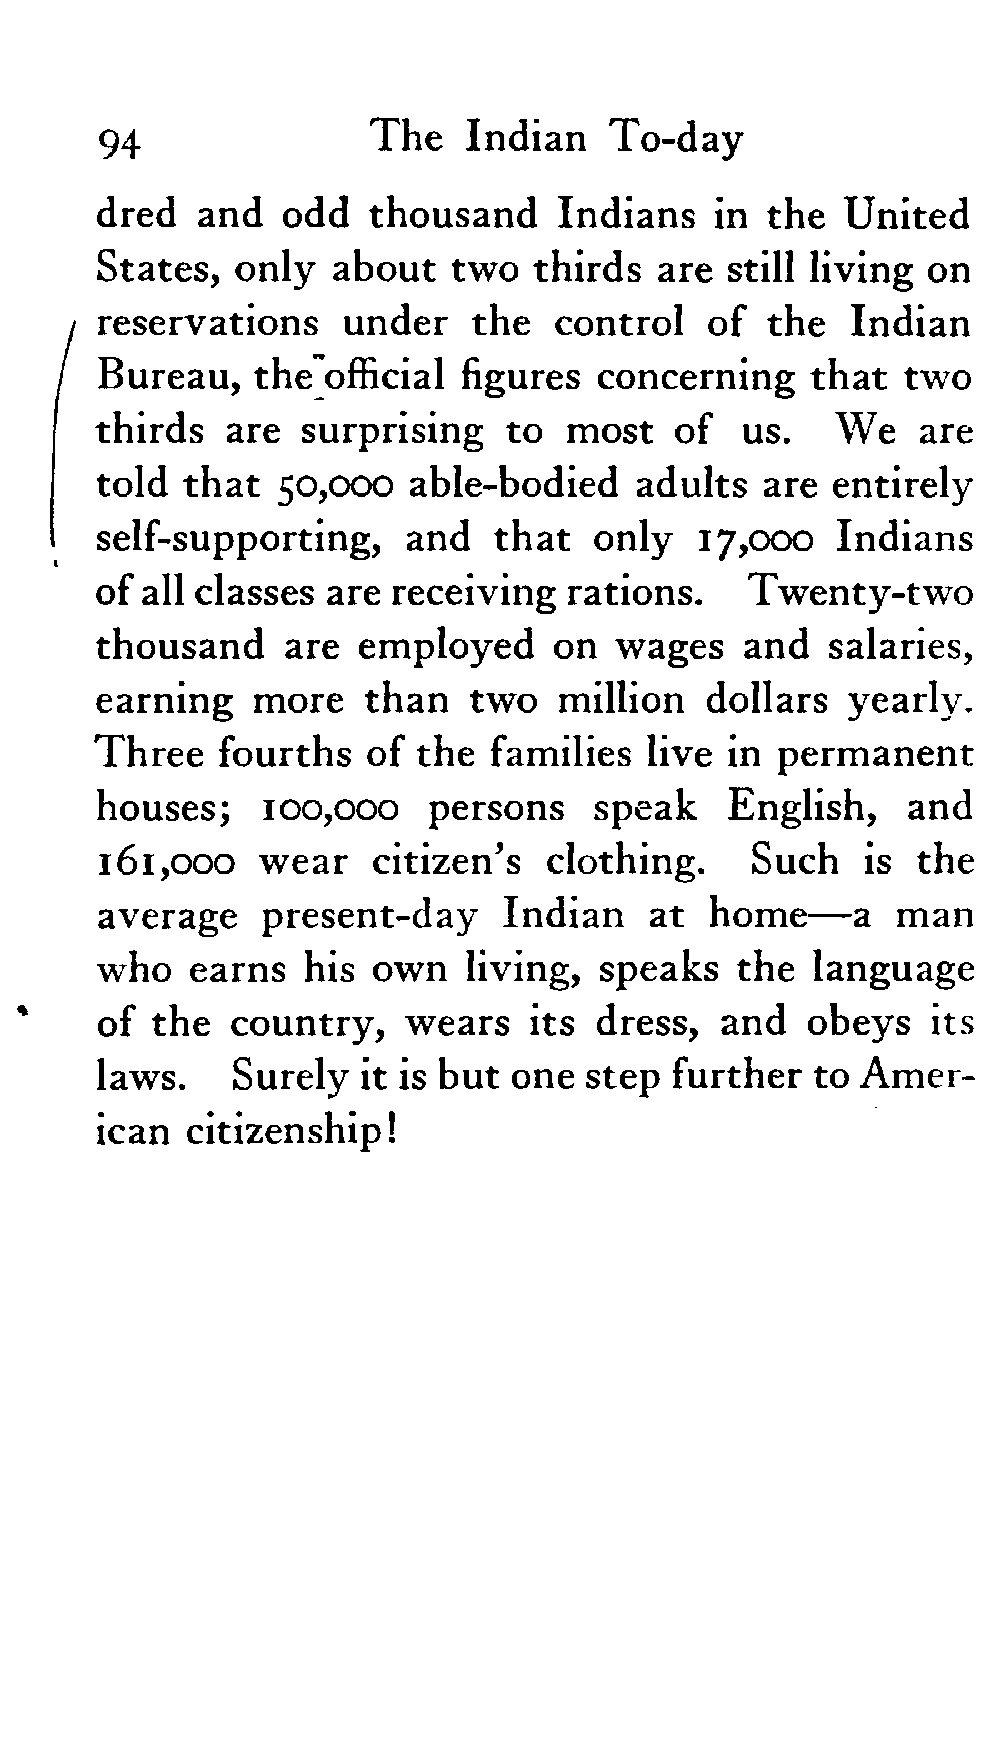 94 The Indian To-day
dred and odd thousand Indians in the United
States, only about two thirds are still living on
reservations under the control of the Indian
Bureau, the official figures concerning that two
thirds are surprising to most of us. We are
told that 50,000 able-bodied adults are entirely
self-supporting, and that only 17,000 Indians
of all classes are receiving rations. Twenty-two
thousand are employed on wages and salaries,
earning more than two million dollars yearly.
Three fourths of the families live in permanent
houses; 100,000 persons speak English, and
161,000 wear citizen's clothing. Such is the
average present-day Indian at home—a man
who earns his own living, speaks the language
of the country, wears its dress, and obeys its
laws. Surely it is but one step further to Amer-
ican citizenship!